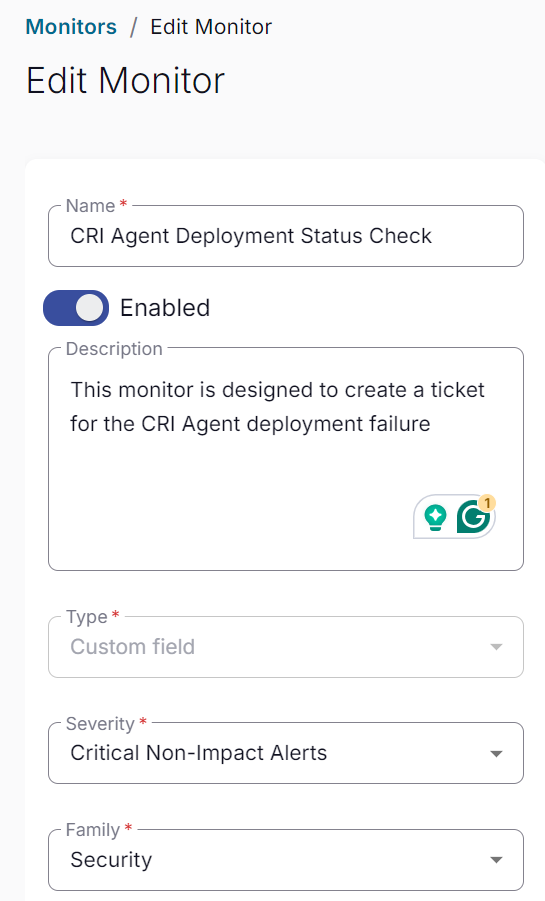 Monitors / Edit Monitor
Edit Monitor
Name *
CRI Agent Deployment Status Check
Enabled
Description
This monitor is designed to create a ticket
for the CRI Agent deployment failure
1
Type *
Custom field
Severity *
Critical Non-Impact Alerts
Family *
Security